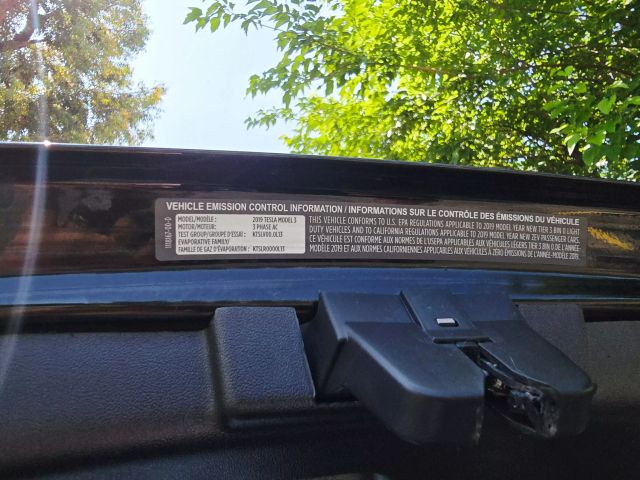 VEHICLE EMISSION CONTROL INFORMATION / INFORMATIONS SUR LE CONTRÔLE DES ÉMISSIONS DU VÉHICULE
MODEL/MODÈLE: 2019 TESLA MODEL 3
MOTOR/MOTEUR: 3 PHASE AC
TEST GROUP/GROUPE D'ESSAI: KTSLV00.0L13
EVAPORATIVE FAMILY/
FAMILLE DE GAZ D'ÉVAPORATION: KTSLR0000L13
THIS VEHICLE CONFORMS TO U.S. EPA REGULATIONS APPLICABLE TO 2019 MODEL YEAR NEW TIER 3 BIN 0 LIGHT
DUTY VEHICLES AND TO CALIFORNIA REGULATIONS APPLICABLE TO 2019 MODEL YEAR NEW ZEV PASSENGER CARS.
CE VÉHICULE EST CONFORME AUX NORMES DE L'USEPA APPLICABLES AUX VÉHICULES LÉGERS TIER 3 BIN 0 DE L'ANNÉE-
MODÈLE 2019 ET AUX NORMES CALIFORNIENNES APPLICABLES AUX VÉHICULES À ZÉRO ÉMISSIONS DE L'ANNÉE-MODÈLE 2019.